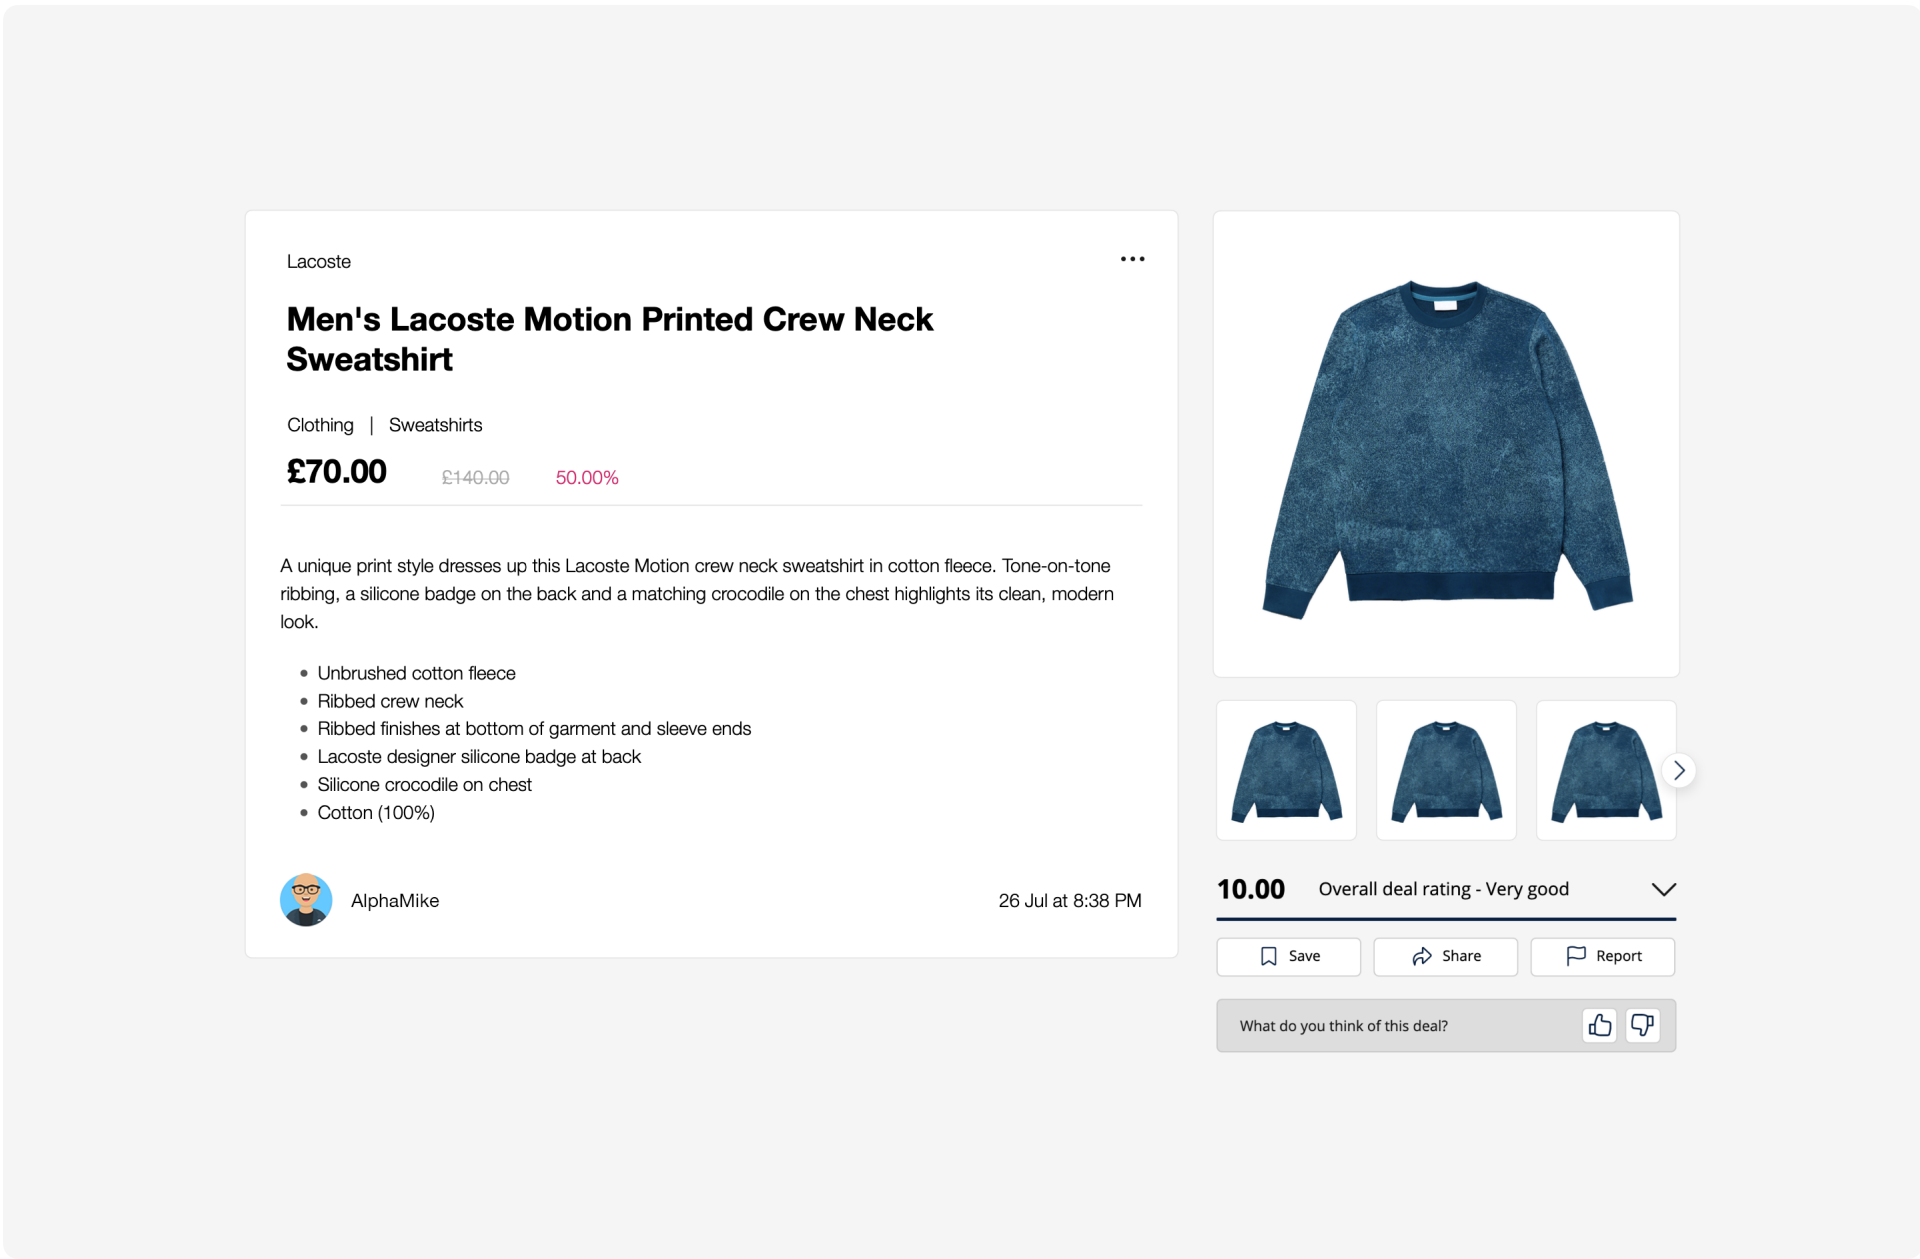 Lacoste
Men's Lacoste Motion Printed Crew Neck
Sweatshirt
Clothing | Sweatshirts
£70.00 £140.00 50.00%
A unique print style dresses up this Lacoste Motion crew neck sweatshirt in cotton fleece. Tone-on-tone
ribbing, a silicone badge on the back and a matching crocodile on the chest highlights its clean, modern
look.
Unbrushed cotton fleece
Ribbed crew neck
Ribbed finishes at bottom of garment and sleeve ends
Lacoste designer silicone badge at back
Silicone crocodile on chest
Cotton (100%)
AlphaMike 26 Jul at 8:38 PM
10.00 Overall deal rating - Very good
Save Share Report
What do you think of this deal?